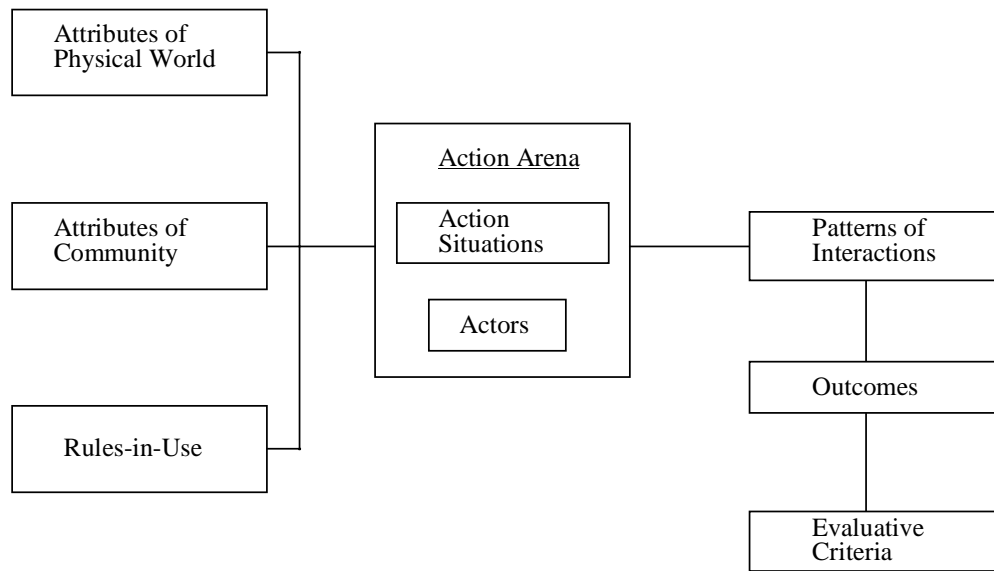 Attributes of
Physical World
Attributes of
Community
Rules-in-Use
Action Arena
Action
Situations
Actors
Patterns of
Interactions
Outcomes
Evaluative
Criteria